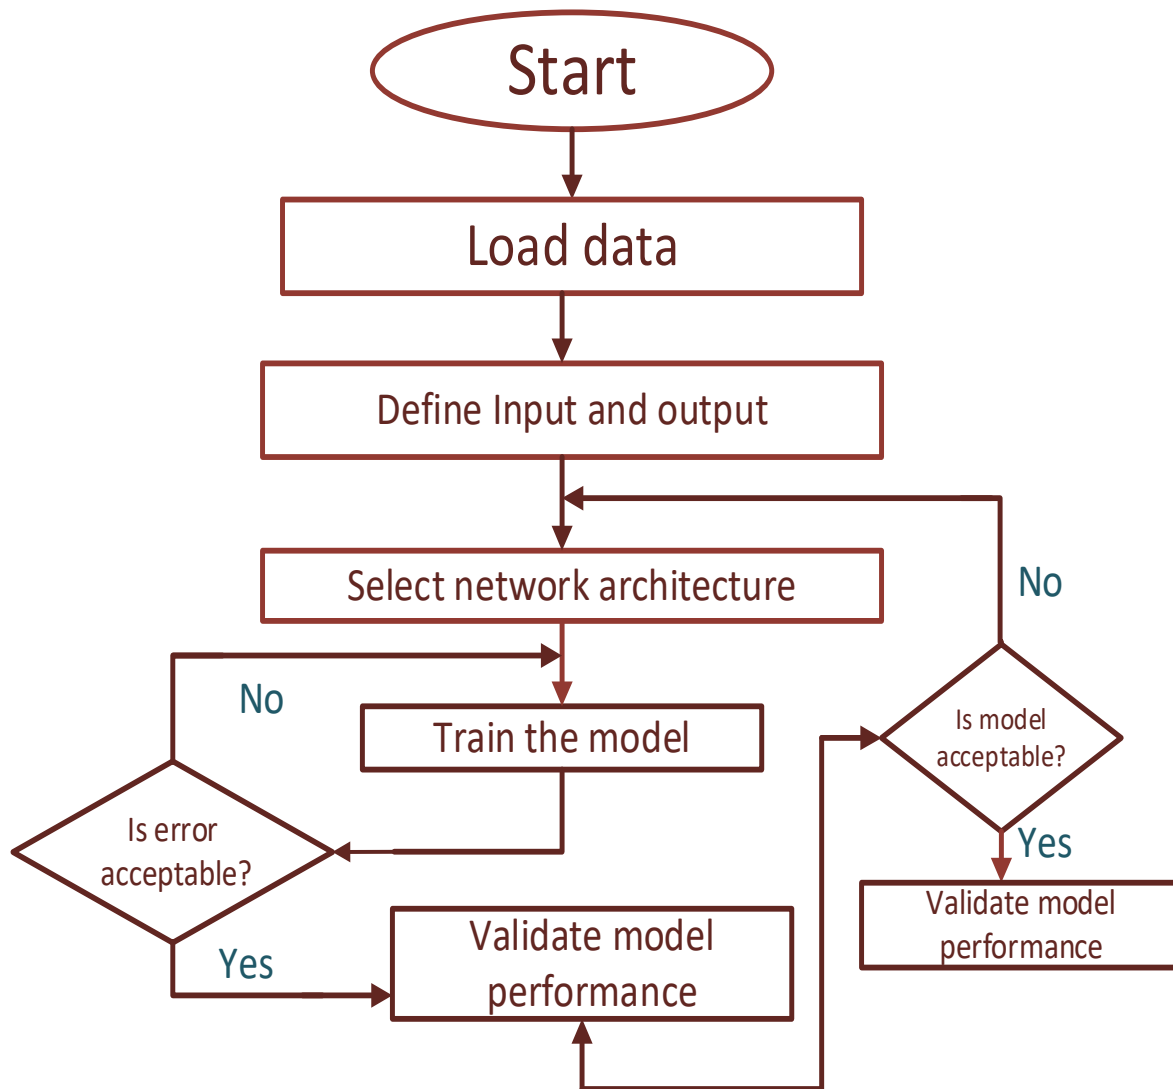 Start
Load data
Define Input and output
Select network architecture
No
No
Train the model
Is model
acceptable?
Is error
acceptable?
Yes
Validate model
performance
Yes
Validate model
performance